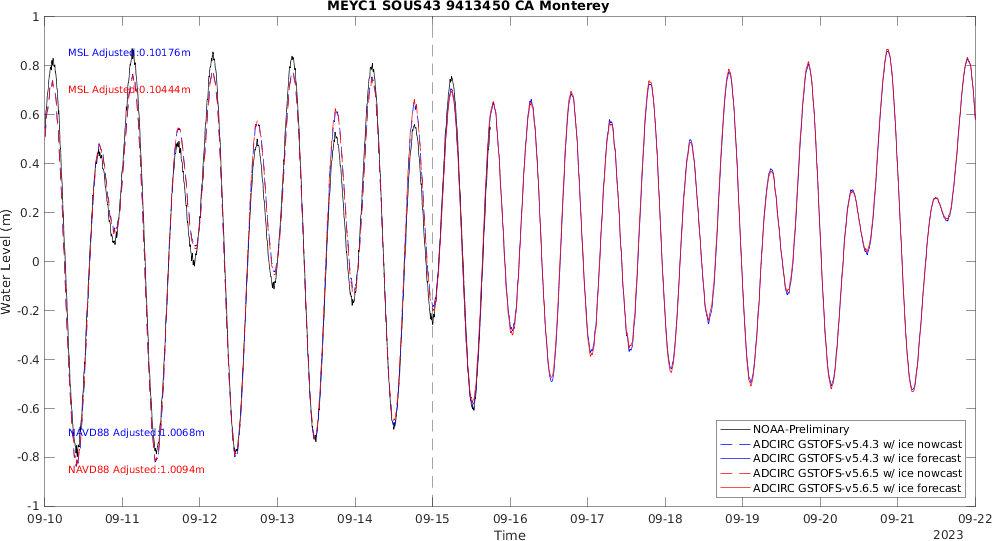 MEYC1 SOUS43 9413450 CA Monterey
MSL Adjusted:0.10176m
MSL Adjusted:0.10444m
NAVD88 Adjusted:1.0068m
NAVD88 Adjusted:1.0094m
Water Level (m)
1
0.8
0.6
0.4
0.2
0
-0.2
-0.4
-0.6
-0.8
-1
NOAA-Preliminary
ADCIRC GSTOFS-v5.4.3 w/ ice nowcast
ADCIRC GSTOFS-v5.4.3 w/ ice forecast
ADCIRC GSTOFS-v5.6.5 w/ ice nowcast
ADCIRC GSTOFS-v5.6.5 w/ ice forecast
09-10 09-11 09-12 09-13 09-14 09-15 09-16 09-17 09-18 09-19 09-20 09-21 09-22
Time
2023